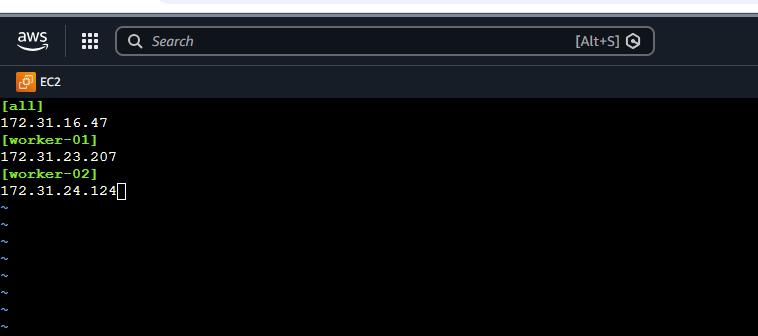 aws
Search [Alt+S]
EC2
[all]
172.31.16.47
[worker-01]
172.31.23.207
[worker-02]
172.31.24.124
~
~
~
~
~
~
~
~